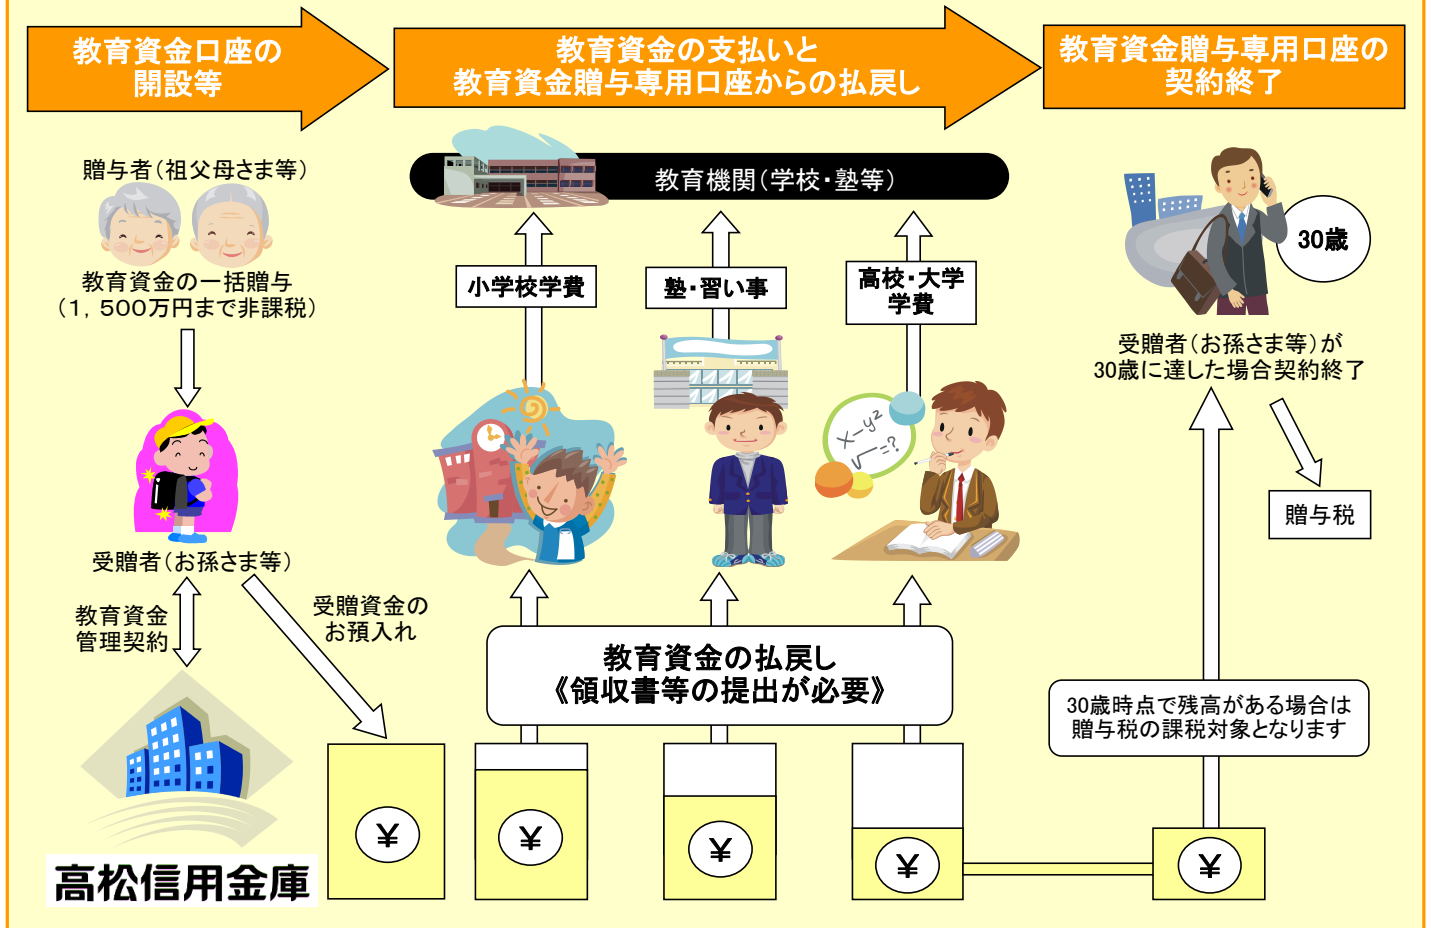 教育資金口座の
開設等
教育資金の支払いと
教育資金贈与専用口座からの払戻し
教育資金贈与専用口座の
契約終了
贈与者(祖父母さま等)
教育資金の一括贈与
(1,500万円まで非課税)
受贈者(お孫さま等)
教育資金
管理契約
受贈資金の
お預入れ
高松信用金庫
教育機関(学校・塾等)
小学校学費
塾・習い事
高校・大学
学費
X-y²
√=?
教育資金の払戻し
《領収書等の提出が必要》
¥
¥
¥
¥
¥
30歳
受贈者(お孫さま等)が
30歳に達した場合契約終了
贈与税
30歳時点で残高がある場合は
贈与税の課税対象となります